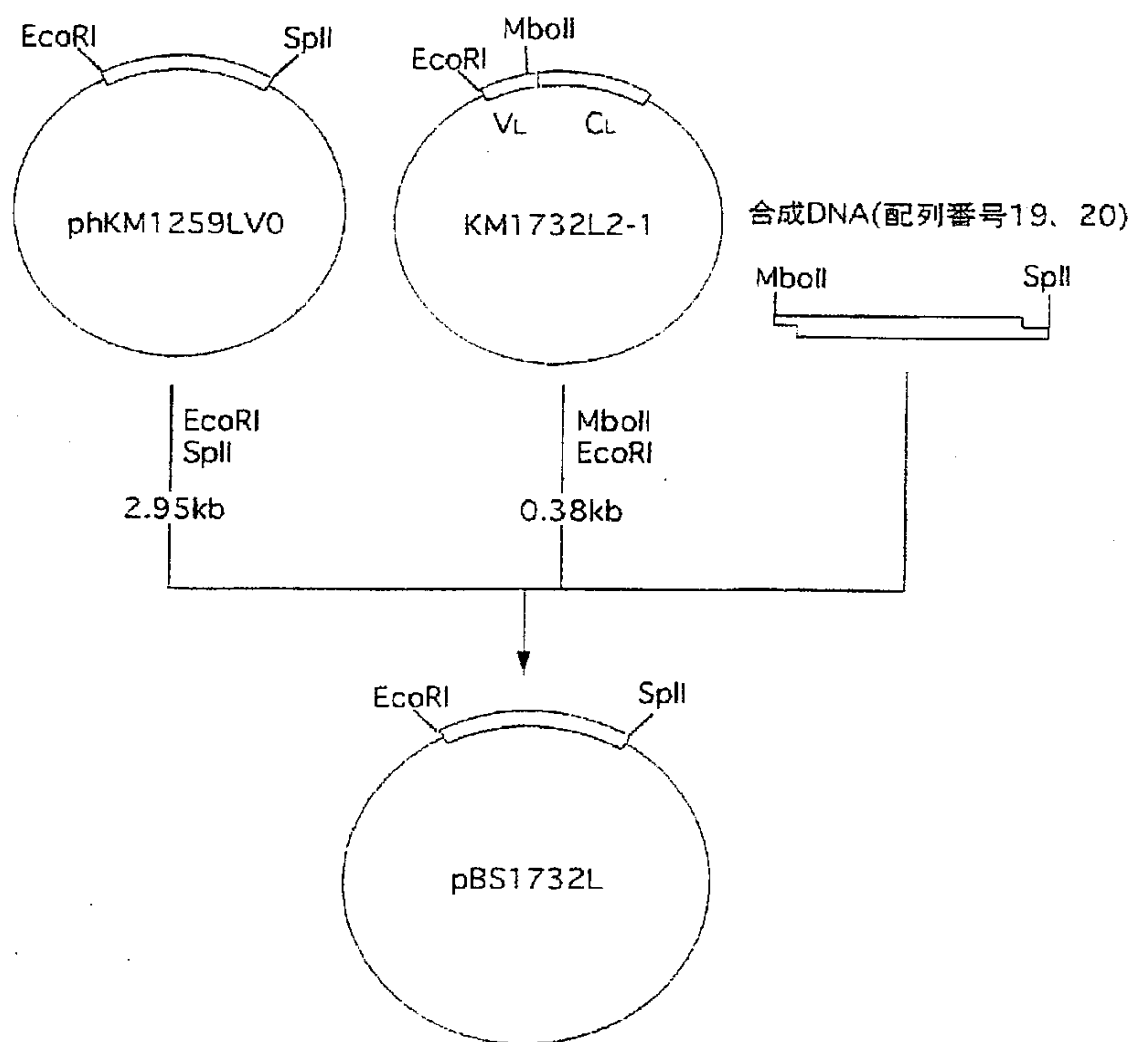 EcoRI
SplI
phKM1259LV0
EcoRI
MboII
VL
CL
KM1732L2-1
合成DNA(配列番号19、20)
MboII
SplI
EcoRI
SplI
2.95kb
MboII
EcoRI
0.38kb
EcoRI
SplI
pBS1732L